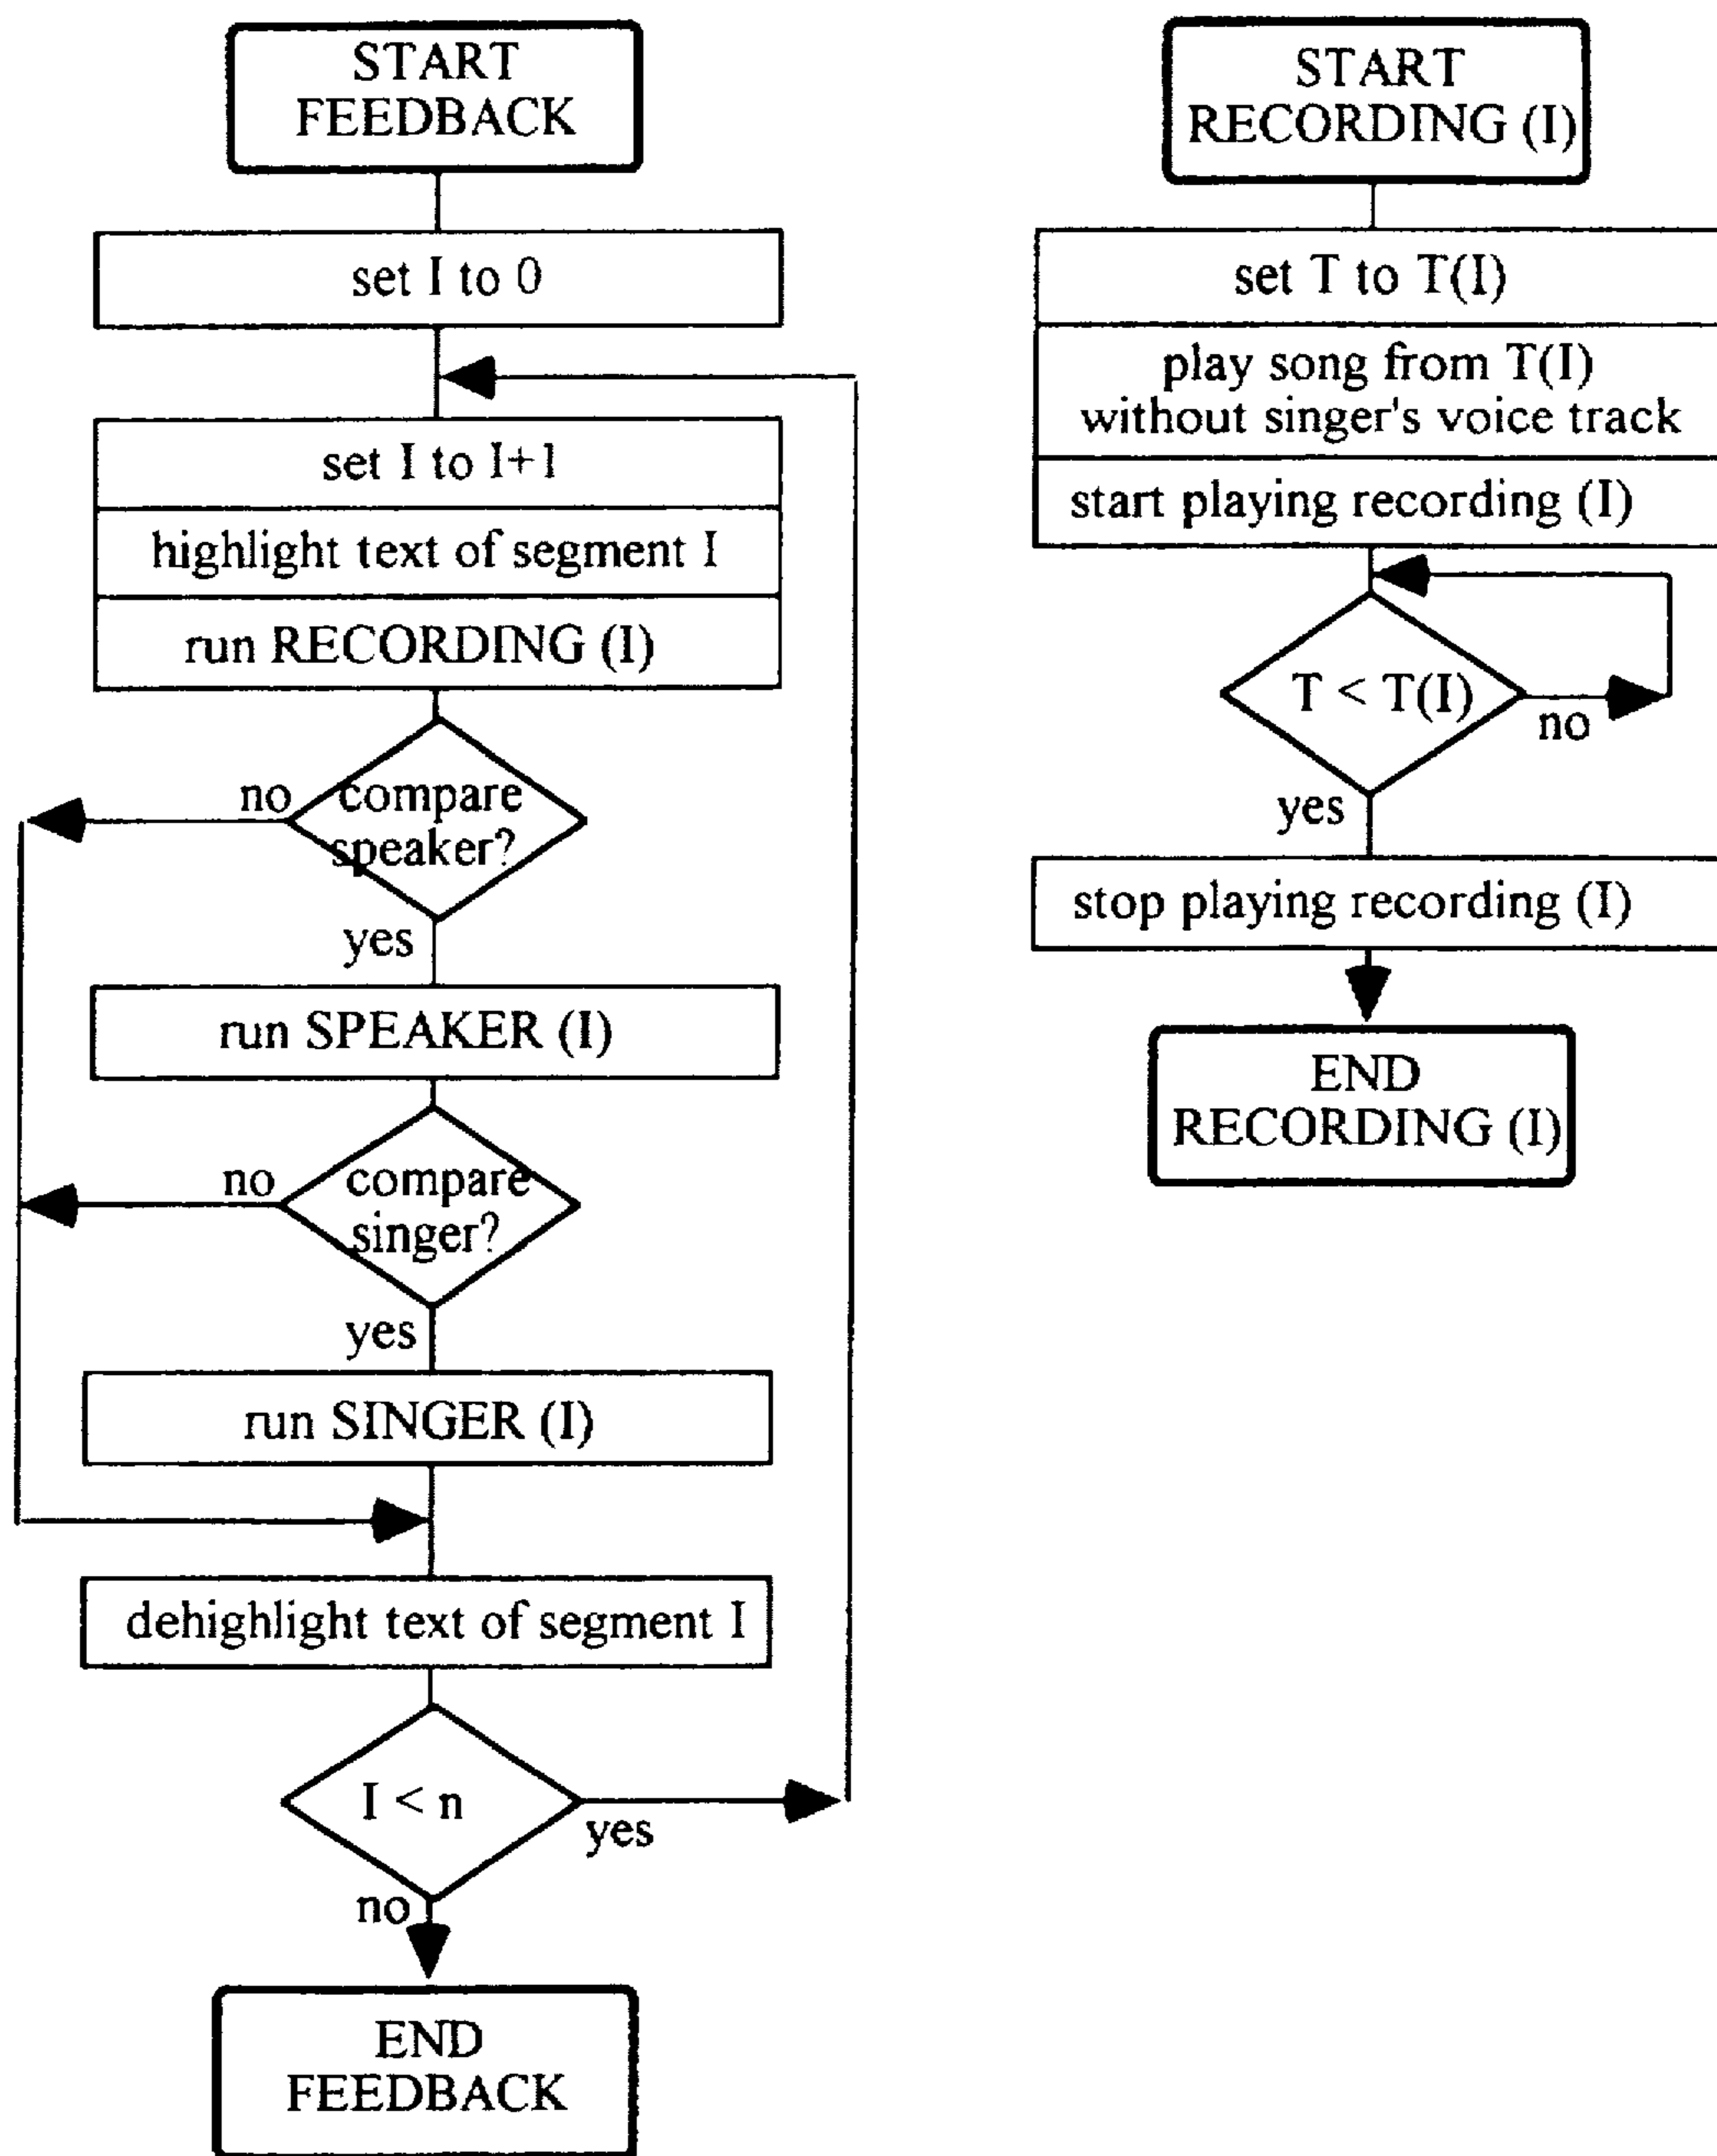 START
FEEDBACK
set I to 0
set I to I+1
highlight text of segment I
run RECORDING (I)
no
compare
speaker?
yes
run SPEAKER (I)
no
compare
singer?
yes
run SINGER (I)
dehighlight text of segment I
I < n
yes
no
END
FEEDBACK
START
RECORDING (I)
set T to T(I)
play song from T(I)
without singer's voice track
start playing recording (I)
T < T(I)
no
yes
stop playing recording (I)
END
RECORDING (I)